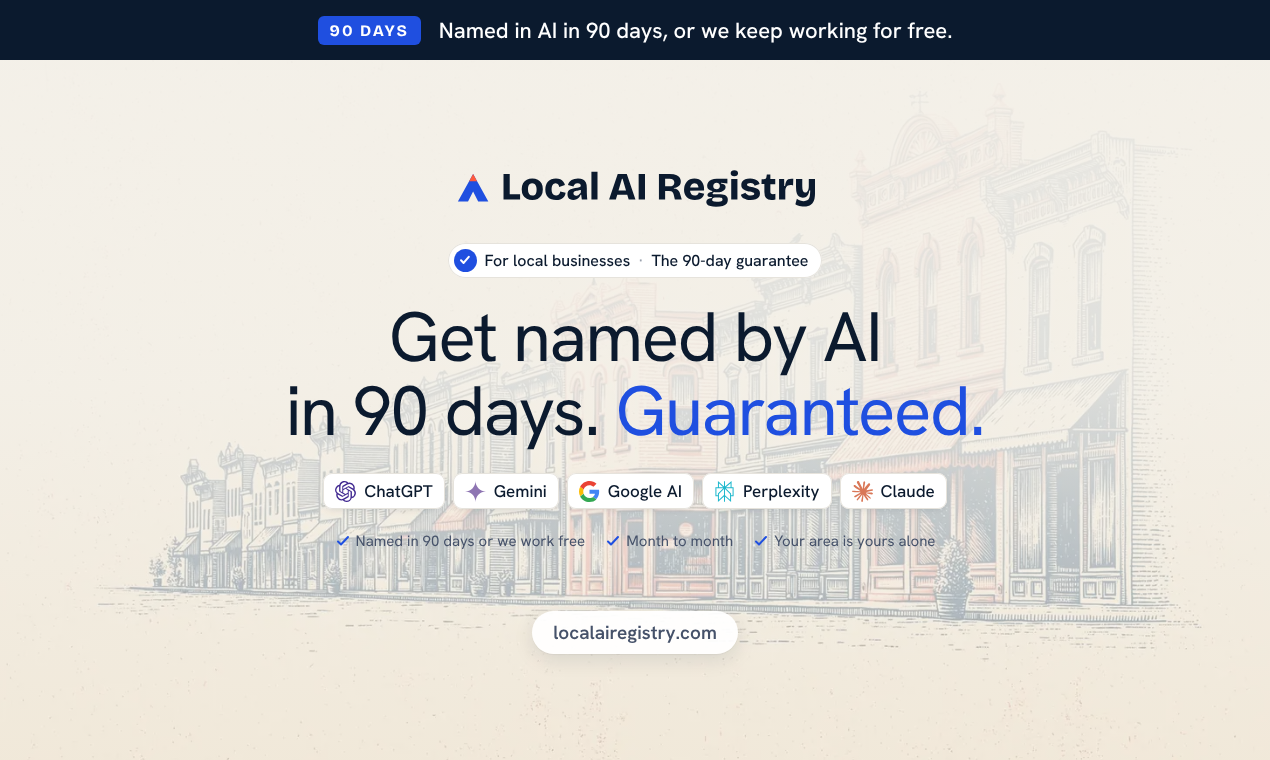 90 DAYS Named in AI in 90 days, or we keep working for free.
Local AI Registry
For local businesses · The 90-day guarantee
Get named by AI
in 90 days. Guaranteed.
ChatGPT Gemini Google AI Perplexity Claude
Named in 90 days or we work free Month to month Your area is yours alone
localairegistry.com